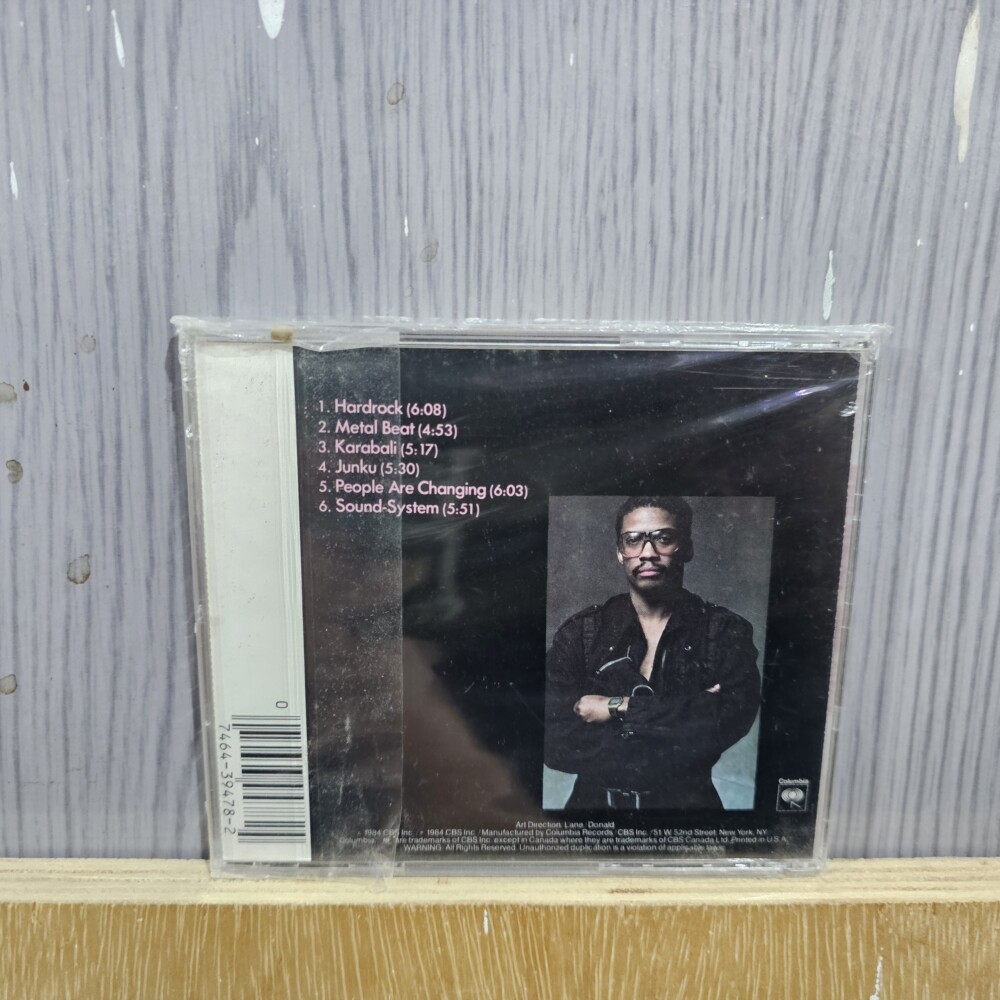 1. Hardrock (6:08)
2. Metal Beat (4:53)
3. Karabali (5:17)
4. Junku (5:30)
5. People Are Changing (6:03)
6. Sound-System (5:51)
0
7464-39478-2
Columbia
Art Direction: Lane/Donald
1984 CBS Inc. / 1984 CBS Inc./Manufactured by Columbia Records/CBS Inc./51 W. 52nd Street, New York, NY
"Columbia," are trademarks of CBS Inc. except in Canada where they are trademarks of CBS Canada Ltd. Printed in U.S.A.
WARNING: All Rights Reserved. Unauthorized duplication is a violation of applicable laws.